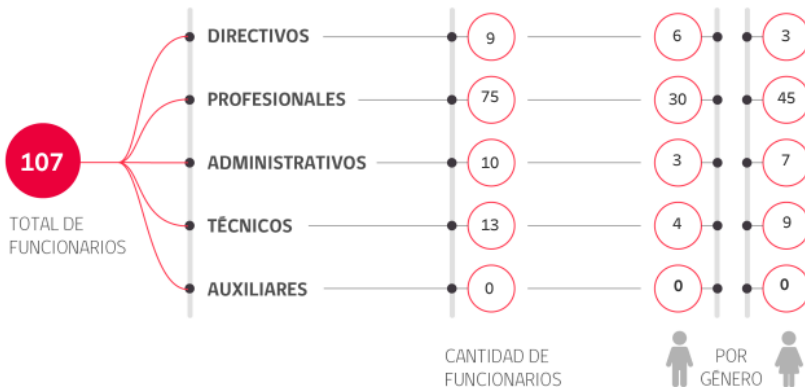 DIRECTIVOS 9 6 3
PROFESIONALES 75 30 45
107
ADMINISTRATIVOS 10 3 7
TOTAL DE
FUNCIONARIOS
TÉCNICOS 13 4 9
AUXILIARES 0 0 0
CANTIDAD DE
FUNCIONARIOS
POR
GÉNERO